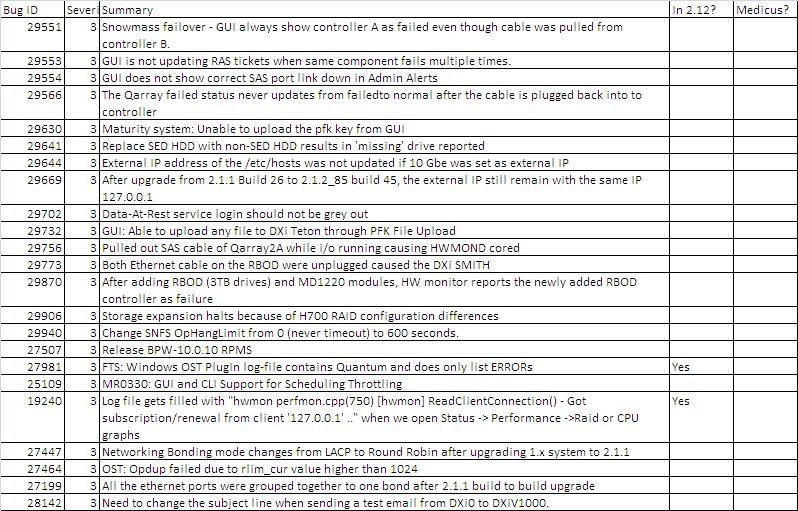 Bug ID Severi Summary In 2.12? Medicus?
29551 3 Snowmass failover - GUI always show controller A as failed even though cable was pulled from
controller B.
29553 3 GUI is not updating RAS tickets when same component fails multiple times.
29554 3 GUI does not show correct SAS port link down in Admin Alerts
29566 3 The Qarray failed status never updates from failedto normal after the cable is plugged back into to
controller
29630 3 Maturity system: Unable to upload the pfk key from GUI
29641 3 Replace SED HDD with non-SED HDD results in 'missing' drive reported
29644 3 External IP address of the /etc/hosts was not updated if 10 Gbe was set as external IP
29669 3 After upgrade from 2.1.1 Build 26 to 2.1.2_85 build 45, the external IP still remain with the same IP
127.0.0.1
29702 3 Data-At-Rest service login should not be grey out
29732 3 GUI: Able to upload any file to DXi Teton through PFK File Upload
29756 3 Pulled out SAS cable of Qarray2A while i/o running causing HWMOND cored
29773 3 Both Ethernet cable on the RBOD were unplugged caused the DXi SMITH
29870 3 After adding RBOD (3TB drives) and MD1220 modules, HW monitor reports the newly added RBOD
controller as failure
29906 3 Storage expansion halts because of H700 RAID configuration differences
29940 3 Change SNFS OpHangLimit from 0 (never timeout) to 600 seconds.
27507 3 Release BPW-10.0.10 RPMS
27981 3 FTS: Windows OST PlugIn log-file contains Quantum and does only list ERRORs Yes
25109 3 MR0330: GUI and CLI Support for Scheduling Throttling
19240 3 Log file gets filled with "hwmon perfmon.cpp(750) [hwmon] ReadClientConnection() - Got Yes
subscription/renewal from client '127.0.0.1' .." when we open Status -> Performance ->Raid or CPU
graphs
27447 3 Networking Bonding mode changes from LACP to Round Robin after upgrading 1.x system to 2.1.1
27464 3 OST: Opdup failed due to rlim_cur value higher than 1024
27199 3 All the ethernet ports were grouped together to one bond after 2.1.1 build to build upgrade
28142 3 Need to change the subject line when sending a test email from DXi0 to DXiV1000.